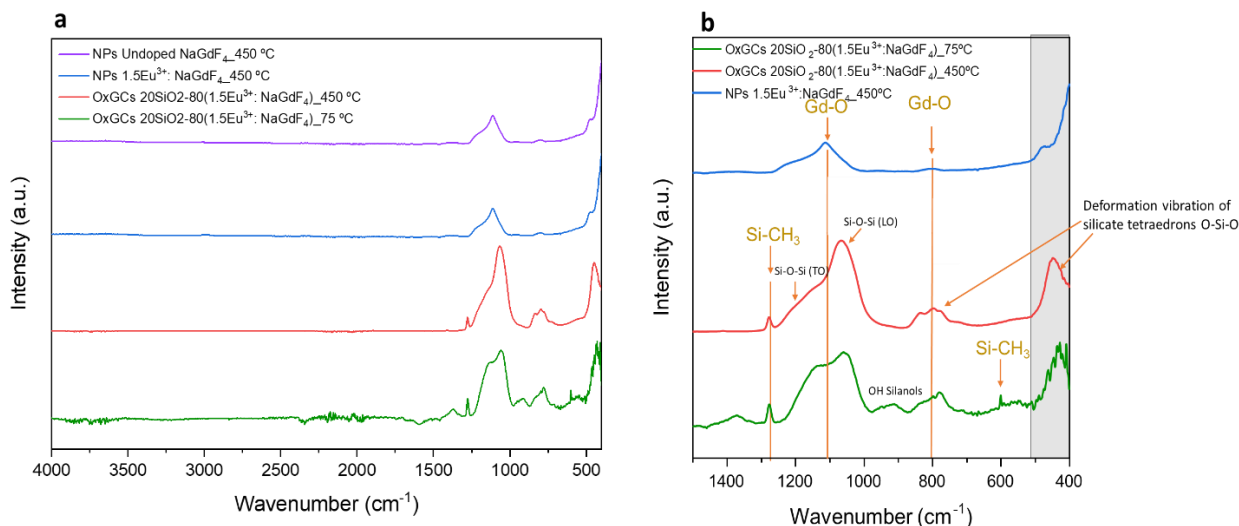 a
NPs Undoped NaGdF₄_450 ºC
NPs 1.5Eu³⁺: NaGdF₄_450 ºC
OxGCs 20SiO2-80(1.5Eu³⁺: NaGdF₄)_450 ºC
OxGCs 20SiO2-80(1.5Eu³⁺: NaGdF₄)_75 ºC
Intensity (a.u.)
4000 3500 3000 2500 2000 1500 1000 500
Wavenumber (cm⁻¹)
b
OxGCs 20SiO₂-80(1.5Eu³⁺:NaGdF₄)_75ºC
OxGCs 20SiO₂-80(1.5Eu³⁺:NaGdF₄)_450ºC
NPs 1.5Eu³⁺:NaGdF₄_450ºC
Gd-O
Gd-O
Deformation vibration of
silicate tetraedrons O-Si-O
Si-CH₃
Si-O-Si (LO)
Si-O-Si (TO)
Si-CH₃
OH Silanols
Intensity (a.u.)
1400 1200 1000 800 600 400
Wavenumber (cm⁻¹)